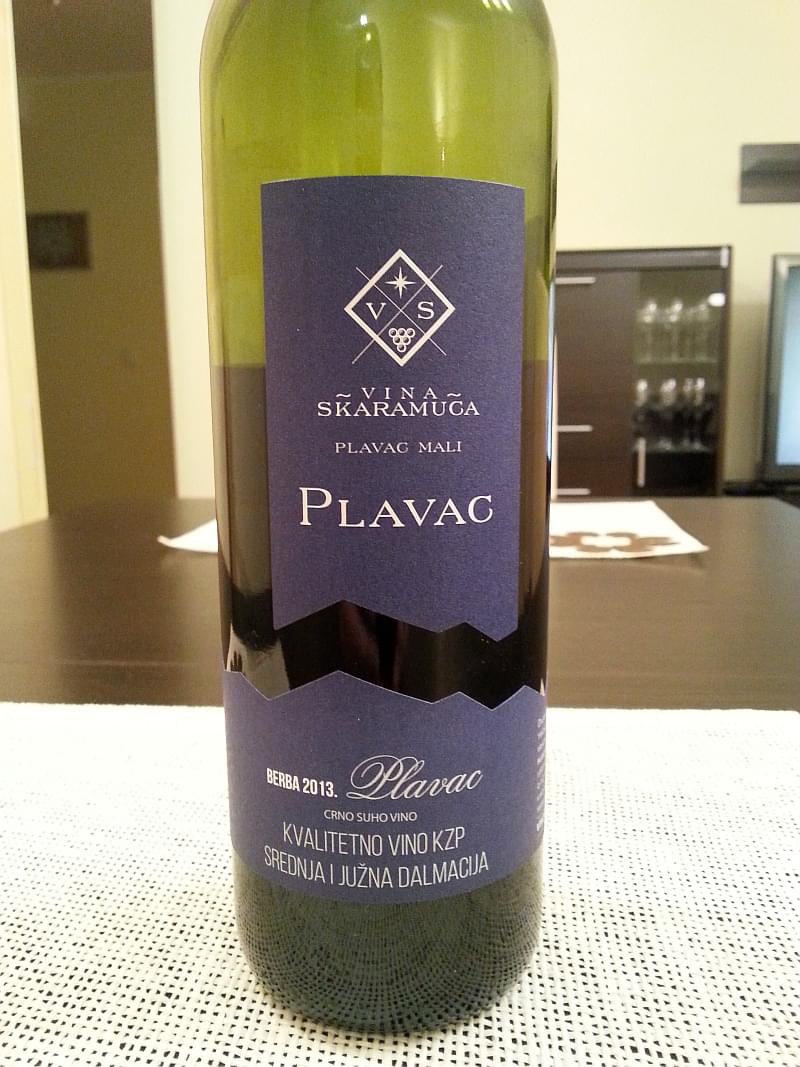 V S
VINA
SKARAMUČA
PLAVAC MALI
PLAVAC
BERBA 2013. Plavac
CRNO SUHO VINO
KVALITETNO VINO KZP
SREDNJA I JUŽNA DALMACIJA